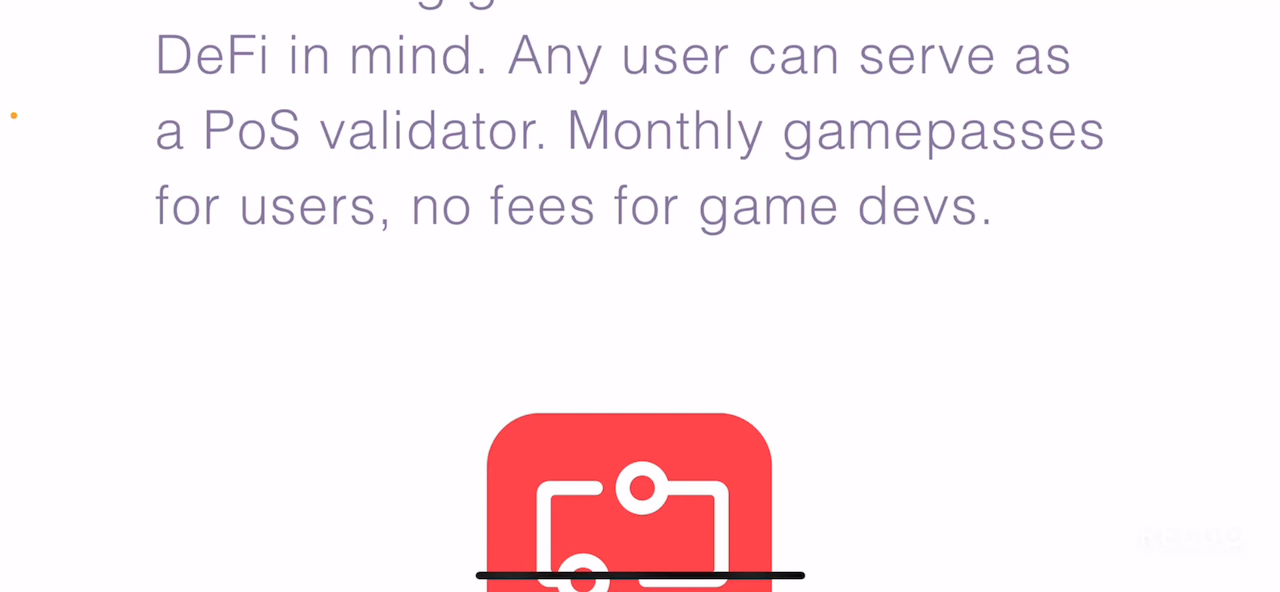 DeFi in mind. Any user can serve as
a PoS validator. Monthly gamepasses
for users, no fees for game devs.